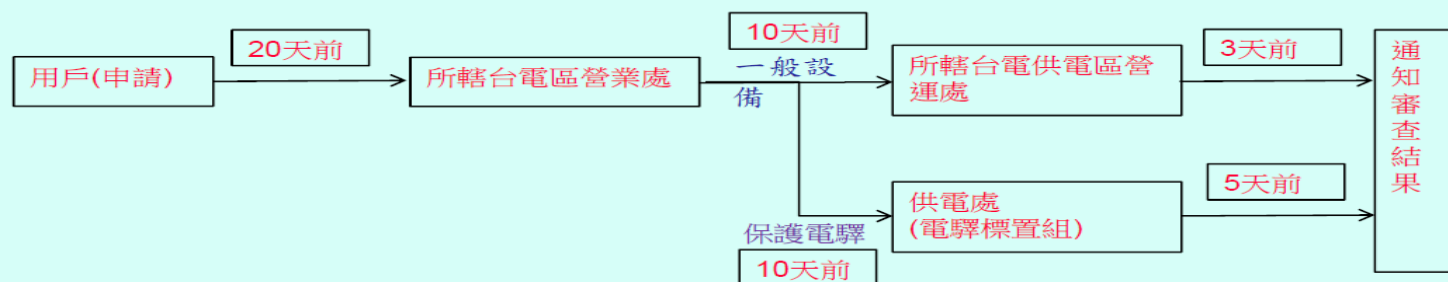 用戶(申請)
20天前
所轄台電區營業處
10天前
一般設
備
所轄台電供電區營
運處
3天前
保護電驛
10天前
供電處
(電驛標置組)
5天前
通
知
審
查
結
果